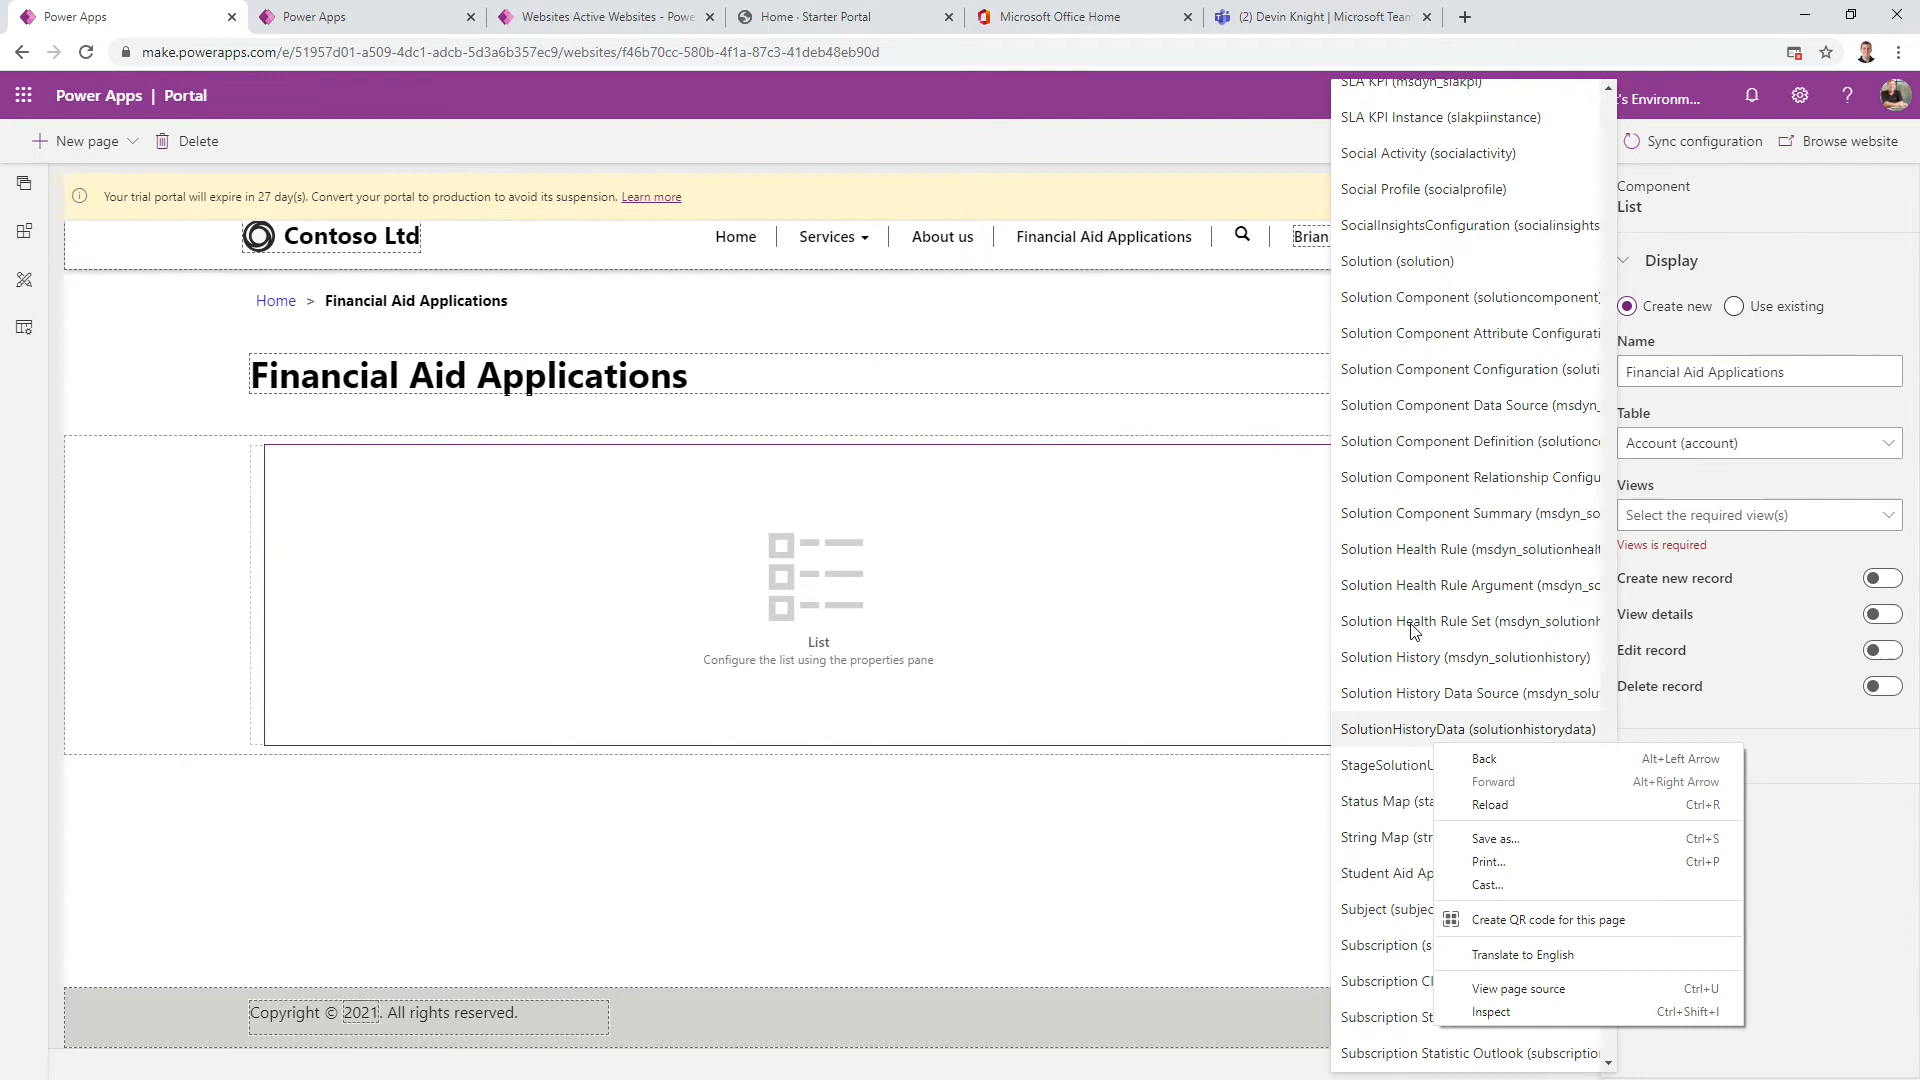 Power Apps
Power Apps
Websites Active Websites - Powe
Home · Starter Portal
Microsoft Office Home
(2) Devin Knight | Microsoft Team
make.powerapps.com/e/51957d01-a509-4dc1-adcb-5d3a6b357ec9/websites/f46b70cc-580b-4f1a-87c3-41deb48eb90d
Power Apps | Portal
's Environm...
New page
Delete
Sync configuration
Browse website
Your trial portal will expire in 27 day(s). Convert your portal to production to avoid its suspension. Learn more
Contoso Ltd
Home
Services
About us
Financial Aid Applications
Brian
Home > Financial Aid Applications
Financial Aid Applications
List
Configure the list using the properties pane
Copyright © 2021. All rights reserved.
SLA KPI (msdyn_slakpi)
SLA KPI Instance (slakpiinstance)
Social Activity (socialactivity)
Social Profile (socialprofile)
SocialInsightsConfiguration (socialinsights
Solution (solution)
Solution Component (solutioncomponent)
Solution Component Attribute Configurati
Solution Component Configuration (soluti
Solution Component Data Source (msdyn_
Solution Component Definition (solutionco
Solution Component Relationship Configu
Solution Component Summary (msdyn_so
Solution Health Rule (msdyn_solutionhealt
Solution Health Rule Argument (msdyn_so
Solution Health Rule Set (msdyn_solutionh
Solution History (msdyn_solutionhistory)
Solution History Data Source (msdyn_solu
SolutionHistoryData (solutionhistorydata)
StageSolutionU
Status Map (sta
String Map (str
Student Aid Ap
Subject (subjec
Subscription (s
Subscription Cl
Subscription St
Subscription Statistic Outlook (subscription
Back Alt+Left Arrow
Forward Alt+Right Arrow
Reload Ctrl+R
Save as... Ctrl+S
Print... Ctrl+P
Cast...
Create QR code for this page
Translate to English
View page source Ctrl+U
Inspect Ctrl+Shift+I
Component
List
Display
Create new
Use existing
Name
Financial Aid Applications
Table
Account (account)
Views
Select the required view(s)
Views is required
Create new record
View details
Edit record
Delete record